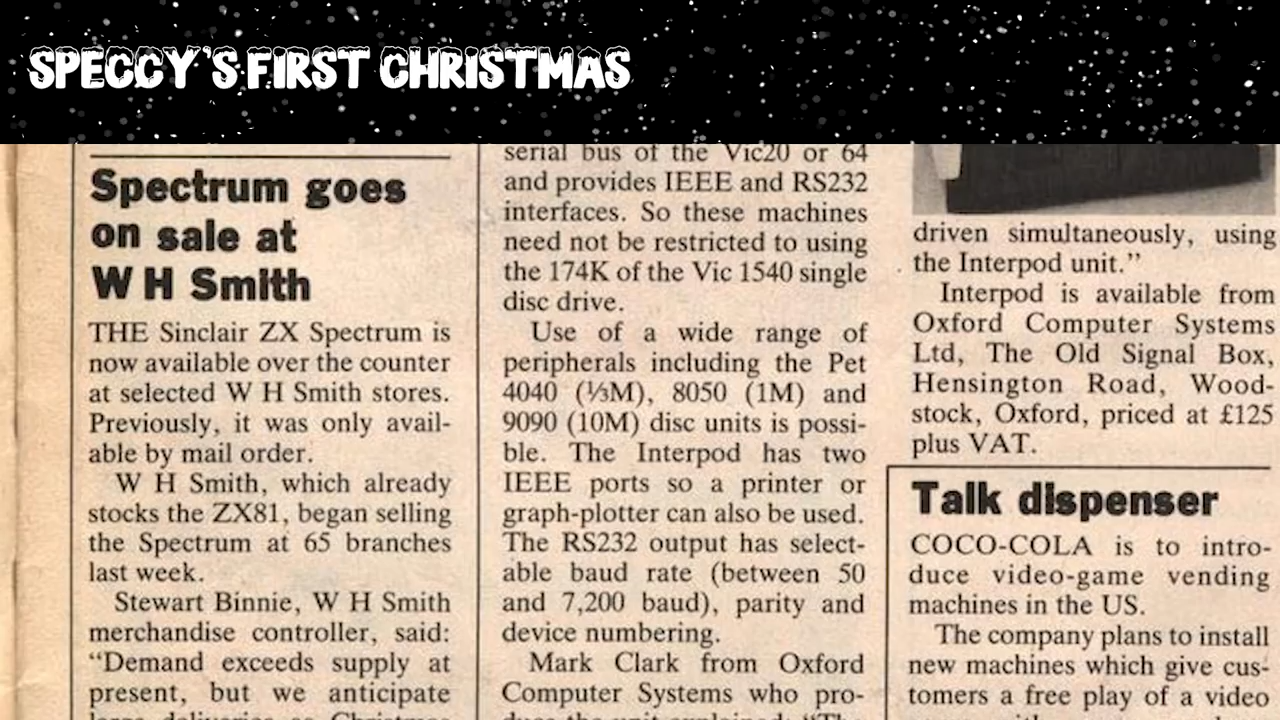 SPECCY'S FIRST CHRISTMAS
Spectrum goes
on sale at
W H Smith
THE Sinclair ZX Spectrum is
now available over the counter
at selected W H Smith stores.
Previously, it was only avail-
able by mail order.
W H Smith, which already
stocks the ZX81, began selling
the Spectrum at 65 branches
last week.
Stewart Binnie, W H Smith
merchandise controller, said:
“Demand exceeds supply at
present, but we anticipate
serial bus of the Vic20 or 64
and provides IEEE and RS232
interfaces. So these machines
need not be restricted to using
the 174K of the Vic 1540 single
disc drive.
Use of a wide range of
peripherals including the Pet
4040 (⅓M), 8050 (1M) and
9090 (10M) disc units is possi-
ble. The Interpod has two
IEEE ports so a printer or
graph-plotter can also be used.
The RS232 output has select-
able baud rate (between 50
and 7,200 baud), parity and
device numbering.
Mark Clark from Oxford
Computer Systems who pro-
driven simultaneously, using
the Interpod unit.”
Interpod is available from
Oxford Computer Systems
Ltd, The Old Signal Box,
Hensington Road, Wood-
stock, Oxford, priced at £125
plus VAT.
Talk dispenser
COCO-COLA is to intro-
duce video-game vending
machines in the US.
The company plans to install
new machines which give cus-
tomers a free play of a video